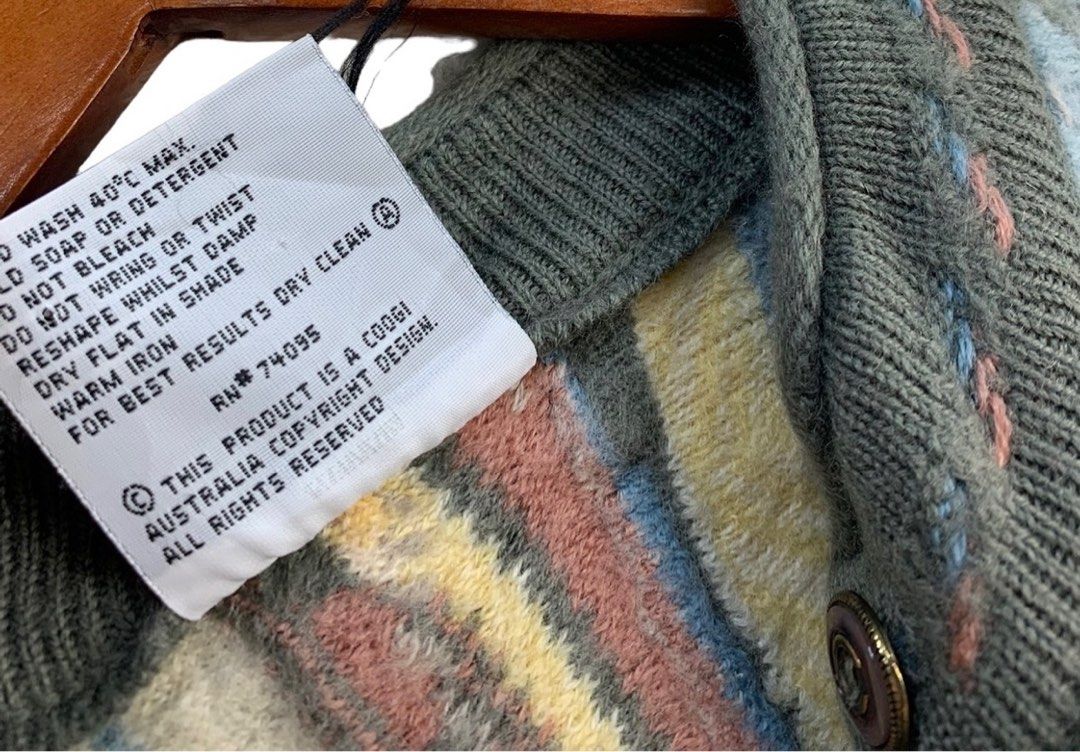 WASH 40°C MAX.
SOAP OR DETERGENT
NOT BLEACH
DO NOT WRING OR TWIST
RESHAPE WHILST DAMP
DRY FLAT IN SHADE
WARM IRON
FOR BEST RESULTS DRY CLEAN Ⓐ
RN# 74095
© THIS PRODUCT IS A COOGI
AUSTRALIA COPYRIGHT DESIGN.
ALL RIGHTS RESERVED